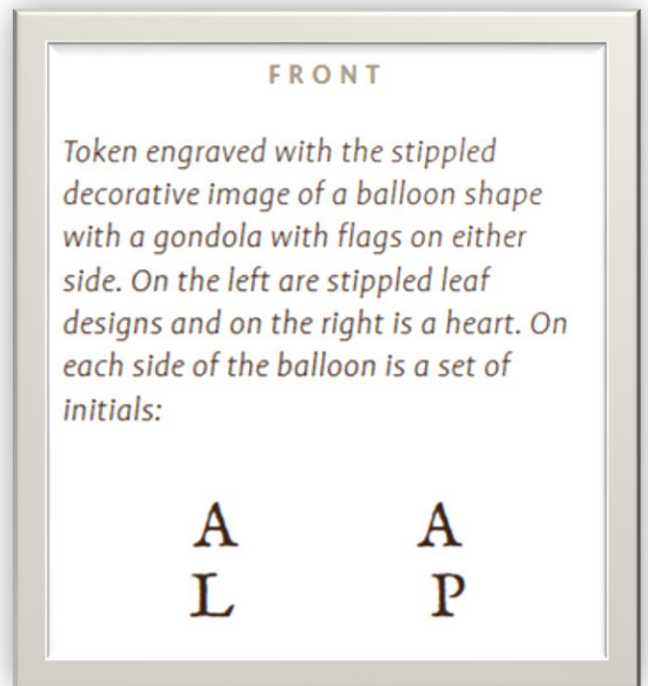 FRONT
Token engraved with the stippled
decorative image of a balloon shape
with a gondola with flags on either
side. On the left are stippled leaf
designs and on the right is a heart. On
each side of the balloon is a set of
initials:
A A
L P